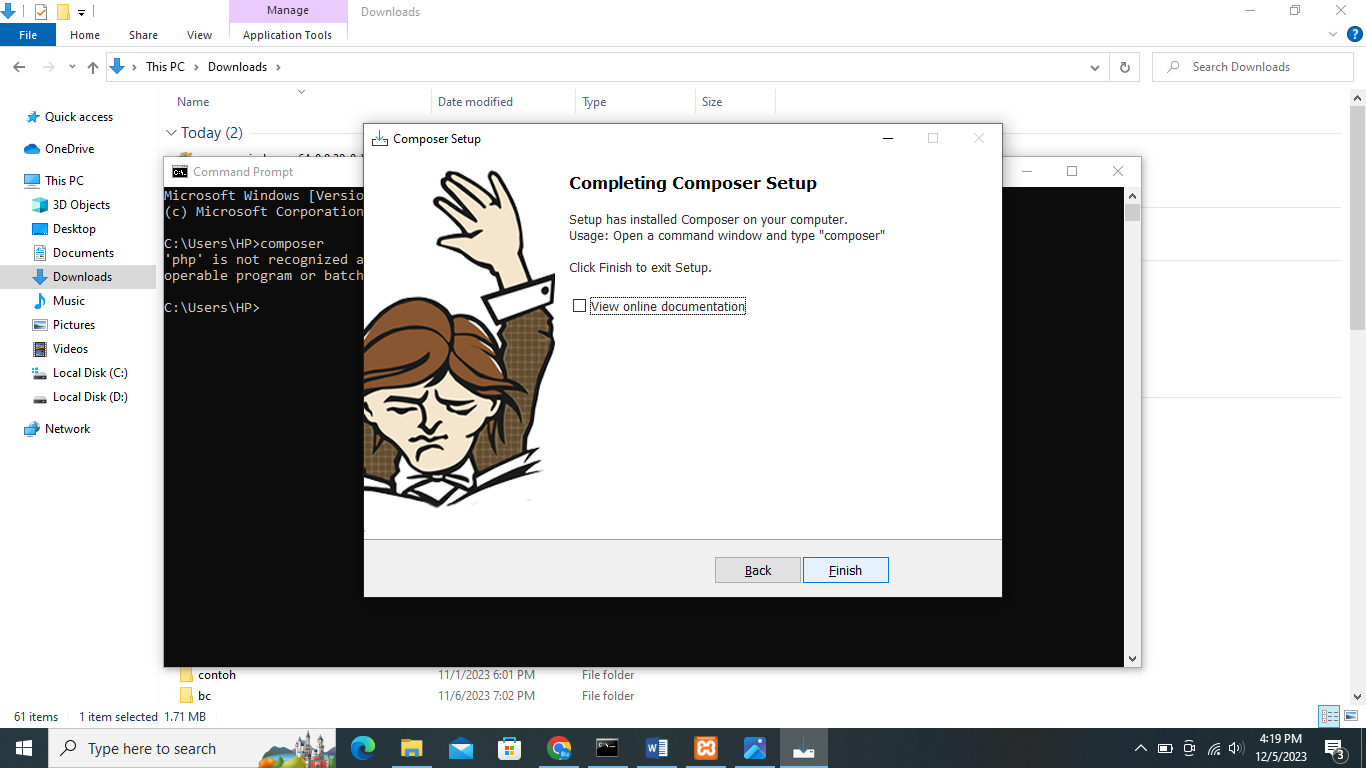 Manage
Downloads
File
Home
Share
View
Application Tools
This PC
Downloads
Search Downloads
Name
Date modified
Type
Size
Quick access
OneDrive
This PC
3D Objects
Desktop
Documents
Downloads
Music
Pictures
Videos
Local Disk (C:)
Local Disk (D:)
Network
Today (2)
Command Prompt
Microsoft Windows [Versio
(c) Microsoft Corporation
C:\Users\HP>composer
'php' is not recognized a
operable program or batch
C:\Users\HP>
Composer Setup
Completing Composer Setup
Setup has installed Composer on your computer.
Usage: Open a command window and type "composer"
Click Finish to exit Setup.
View online documentation
Back
Finish
contoh 11/1/2023 6:01 PM File folder
bc 11/6/2023 7:02 PM File folder
61 items 1 item selected 1.71 MB
Type here to search
4:19 PM
12/5/2023
3